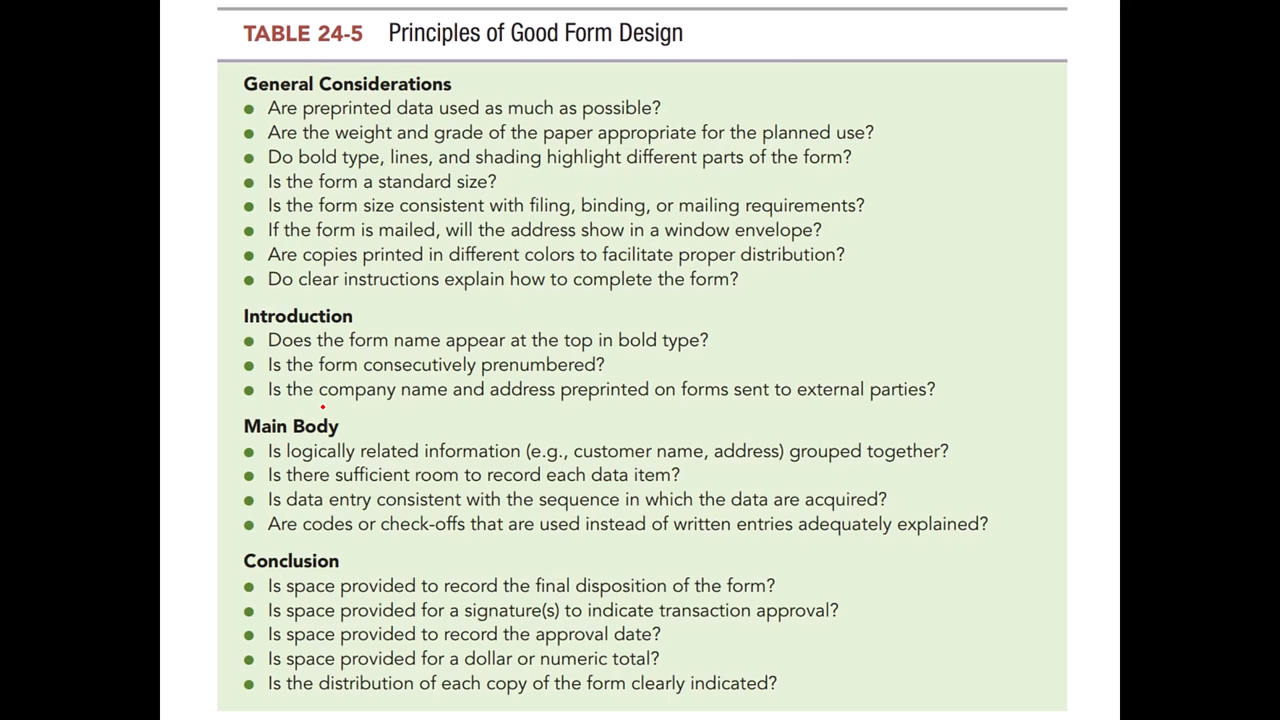 TABLE 24-5 Principles of Good Form Design
General Considerations
● Are preprinted data used as much as possible?
● Are the weight and grade of the paper appropriate for the planned use?
● Do bold type, lines, and shading highlight different parts of the form?
● Is the form a standard size?
● Is the form size consistent with filing, binding, or mailing requirements?
● If the form is mailed, will the address show in a window envelope?
● Are copies printed in different colors to facilitate proper distribution?
● Do clear instructions explain how to complete the form?
Introduction
● Does the form name appear at the top in bold type?
● Is the form consecutively prenumbered?
● Is the company name and address preprinted on forms sent to external parties?
Main Body
● Is logically related information (e.g., customer name, address) grouped together?
● Is there sufficient room to record each data item?
● Is data entry consistent with the sequence in which the data are acquired?
● Are codes or check-offs that are used instead of written entries adequately explained?
Conclusion
● Is space provided to record the final disposition of the form?
● Is space provided for a signature(s) to indicate transaction approval?
● Is space provided to record the approval date?
● Is space provided for a dollar or numeric total?
● Is the distribution of each copy of the form clearly indicated?